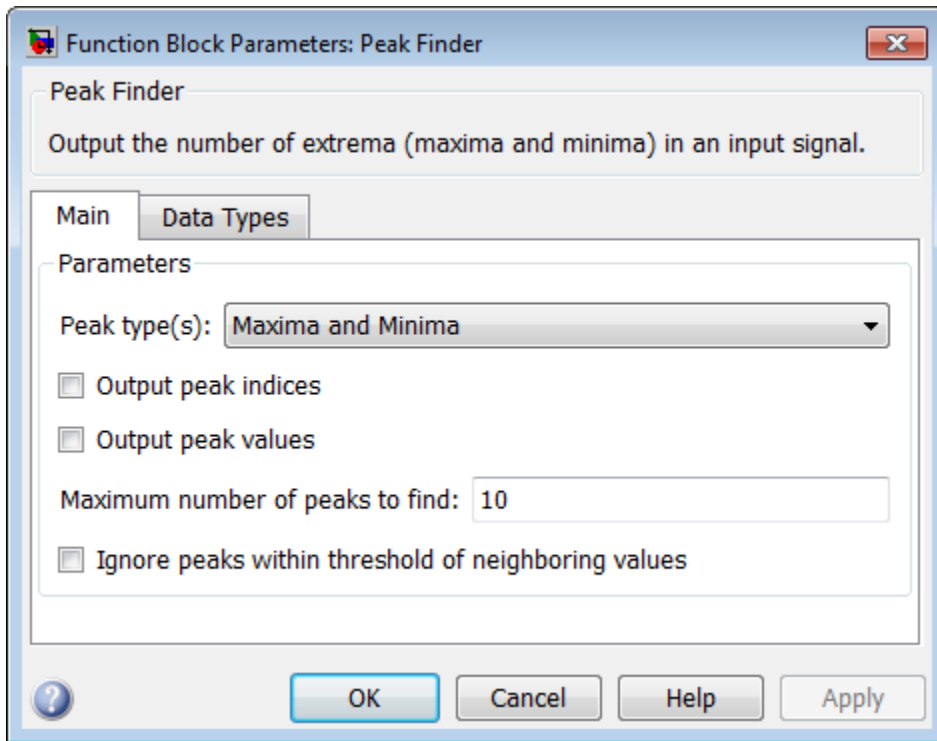 Function Block Parameters: Peak Finder
Peak Finder
Output the number of extrema (maxima and minima) in an input signal.
Main Data Types
Parameters
Peak type(s): Maxima and Minima
Output peak indices
Output peak values
Maximum number of peaks to find: 10
Ignore peaks within threshold of neighboring values
? OK Cancel Help Apply